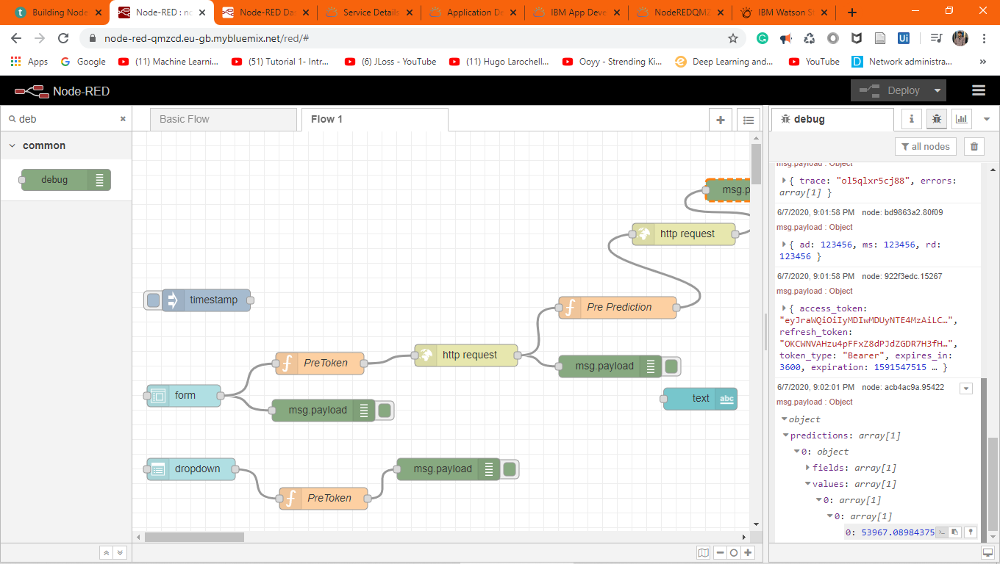 Building Node
Node-RED : no
Node-RED Da
Service Details
Application De
IBM App Deve
NodeREDQMZ
IBM Watson St
node-red-qmzcd.eu-gb.mybluemix.net/red/#
Apps
Google
(11) Machine Learni...
(51) Tutorial 1- Intr...
(6) JLoss - YouTube
(11) Hugo Larochell...
Ooyy - Strending Ki...
Deep Learning and...
YouTube
Network administra...
Node-RED
Deploy
deb
common
debug
Basic Flow
Flow 1
debug
all nodes
msg.p
http request
timestamp
Pre Prediction
PreToken
http request
msg.payload
form
msg.payload
text
abc
dropdown
msg.payload
PreToken
msg.payload : Object
{ trace: "ol5qlxr5cj88", errors:
array[1] }
6/7/2020, 9:01:58 PM node: bd9863a2.80f09
msg.payload : Object
{ ad: 123456, ms: 123456, rd:
123456 }
6/7/2020, 9:01:58 PM node: 922f3edc.15267
msg.payload : Object
{ access_token:
"eyJraWQiOiIyMDIwMDUyNTE4MzAiLC…",
refresh_token:
"OKCWNVAHzu4pFFxZ8dPJdZGDR7H3fH…",
token_type: "Bearer", expires_in:
3600, expiration: 1591547515 … }
6/7/2020, 9:02:01 PM node: acb4ac9a.95422
msg.payload : Object
object
predictions: array[1]
0: object
fields: array[1]
values: array[1]
0: array[1]
0: array[1]
0: 53967.08984375